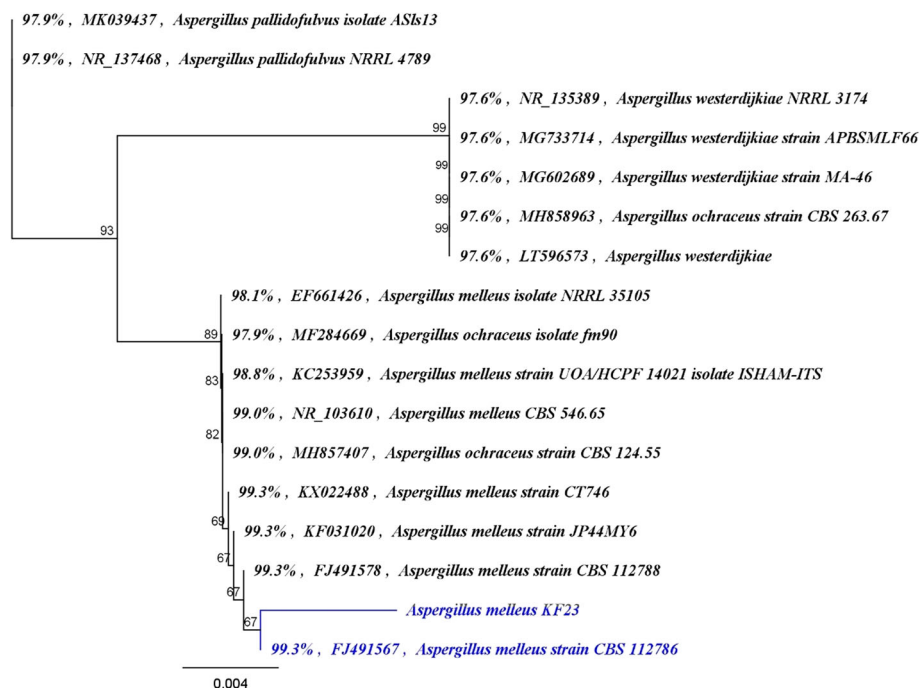 97.9% , MK039437 , Aspergillus pallidofulvus isolate ASls13
97.9% , NR_137468 , Aspergillus pallidofulvus NRRL 4789
97.6% , NR_135389 , Aspergillus westerdijkiae NRRL 3174
99
97.6% , MG733714 , Aspergillus westerdijkiae strain APBSMLF66
99
97.6% , MG602689 , Aspergillus westerdijkiae strain MA-46
99
97.6% , MH858963 , Aspergillus ochraceus strain CBS 263.67
99
93
97.6% , LT596573 , Aspergillus westerdijkiae
98.1% , EF661426 , Aspergillus melleus isolate NRRL 35105
89
97.9% , MF284669 , Aspergillus ochraceus isolate fm90
98.8% , KC253959 , Aspergillus melleus strain UOA/HCPF 14021 isolate ISHAM-ITS
83
99.0% , NR_103610 , Aspergillus melleus CBS 546.65
82
99.0% , MH857407 , Aspergillus ochraceus strain CBS 124.55
99.3% , KX022488 , Aspergillus melleus strain CT746
69
99.3% , KF031020 , Aspergillus melleus strain JP44MY6
67
99.3% , FJ491578 , Aspergillus melleus strain CBS 112788
67
Aspergillus melleus KF23
67
99.3% , FJ491567 , Aspergillus melleus strain CBS 112786
0.004